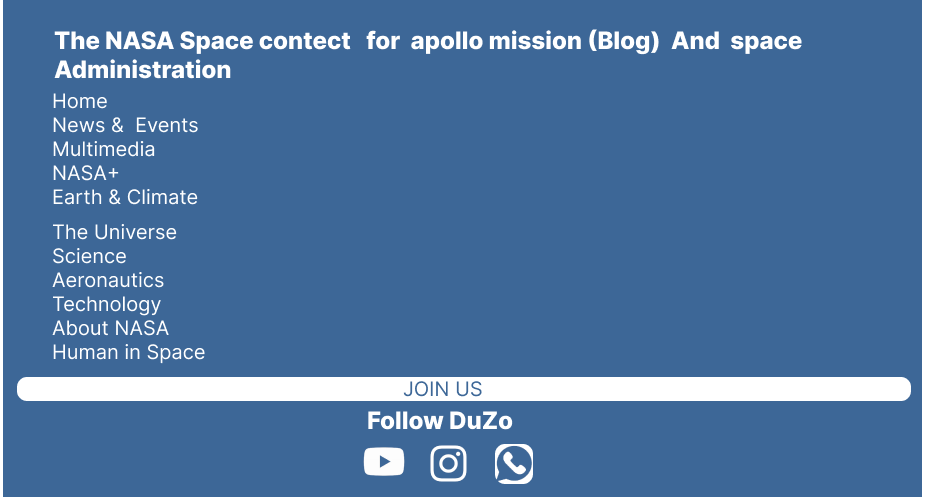 The NASA Space contect for apollo mission (Blog) And space
Administration
Home
News & Events
Multimedia
NASA+
Earth & Climate
The Universe
Science
Aeronautics
Technology
About NASA
Human in Space
JOIN US
Follow DuZo